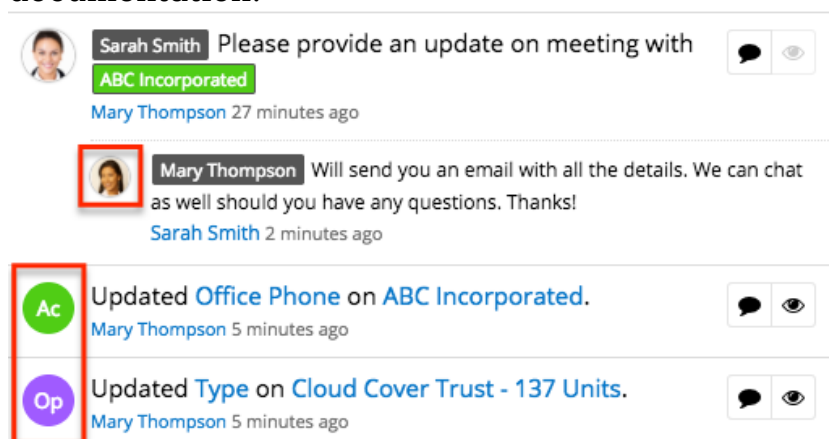 Sarah Smith Please provide an update on meeting with
ABC Incorporated
Mary Thompson 27 minutes ago
Mary Thompson Will send you an email with all the details. We can chat
as well should you have any questions. Thanks!
Sarah Smith 2 minutes ago
Ac Updated Office Phone on ABC Incorporated.
Mary Thompson 5 minutes ago
Op Updated Type on Cloud Cover Trust - 137 Units.
Mary Thompson 5 minutes ago